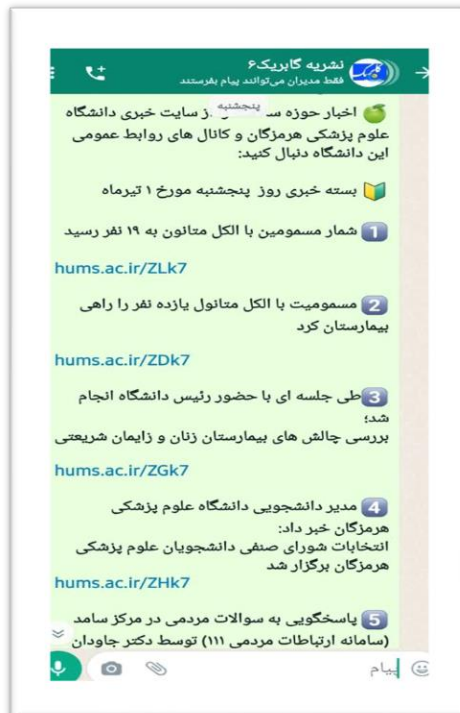 نشریه گابریک۶
فقط مدیران می‌توانند پیام بفرستند
پنجشنبه
اخبار حوزه از سایت خبری دانشگاه
علوم پزشکی هرمزگان و کانال های روابط عمومی
این دانشگاه دنبال کنید:
بسته خبری روز پنجشنبه مورخ ۱ تیرماه
1 شمار مسمومین با الکل متانون به ۱۹ نفر رسید
hums.ac.ir/ZLk7
2 مسمومیت با الکل متانول یازده نفر را راهی
بیمارستان کرد
hums.ac.ir/ZDk7
3 طی جلسه ای با حضور رئیس دانشگاه انجام
شد؛
بررسی چالش های بیمارستان زنان و زایمان شریعتی
hums.ac.ir/ZGk7
4 مدیر دانشجویی دانشگاه علوم پزشکی
هرمزگان خبر داد:
انتخابات شورای صنفی دانشجویان علوم پزشکی
هرمزگان برگزار شد
hums.ac.ir/ZHk7
5 پاسخگویی به سوالات مردمی در مرکز سامد
(سامانه ارتباطات مردمی ۱۱۱) توسط دکتر جاودان
پیام